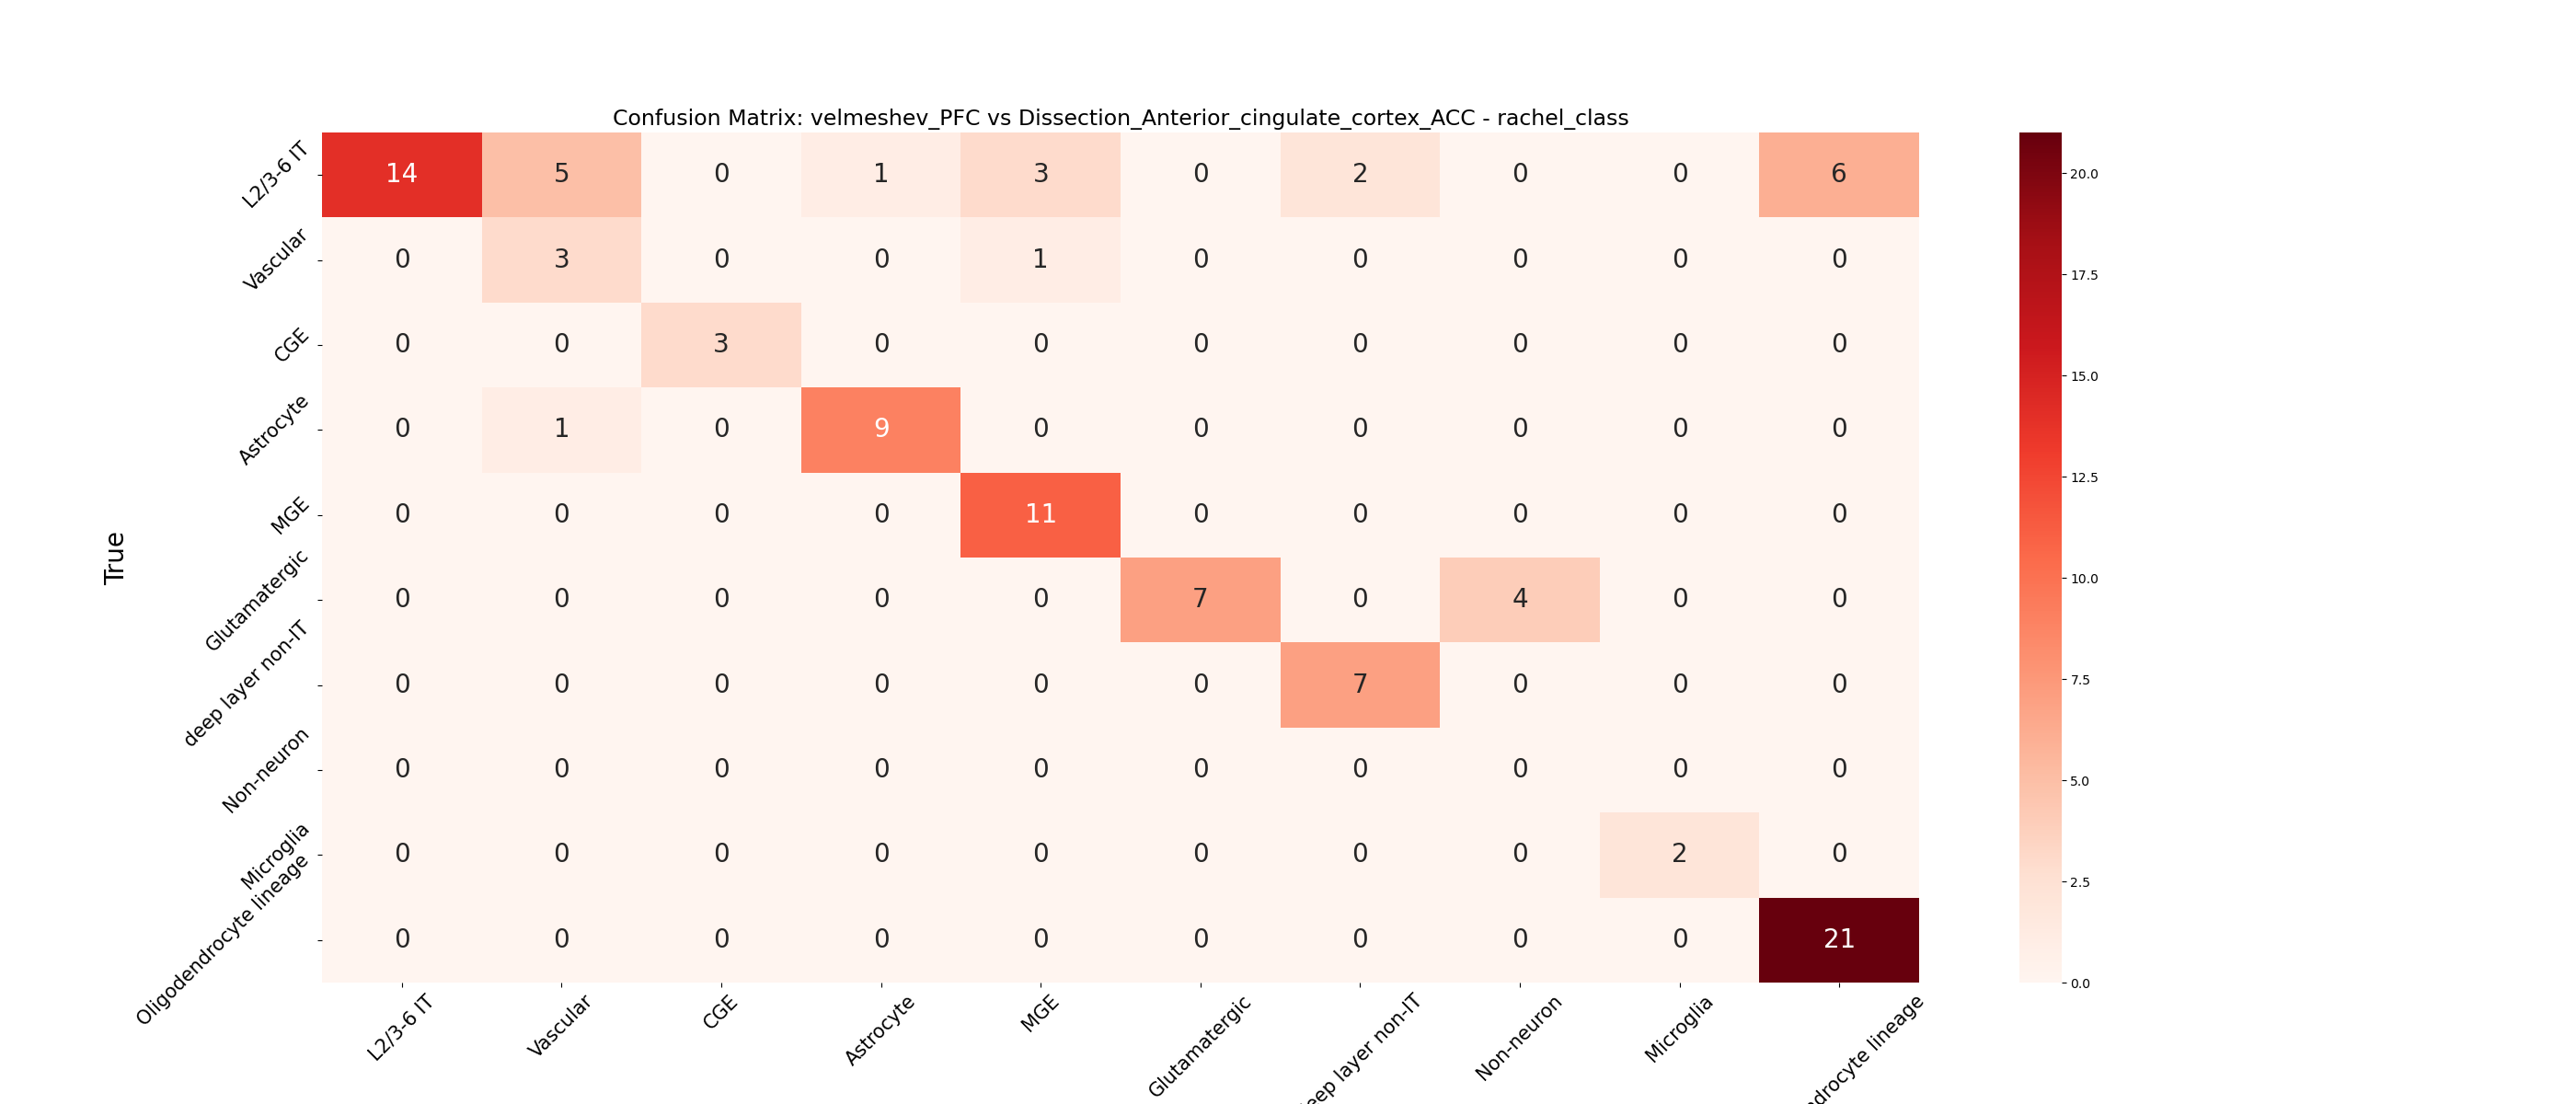 Confusion Matrix: velmeshev_PFC vs Dissection_Anterior_cingulate_cortex_ACC - rachel_class
L2/3-6 IT 14 5 0 1 3 0 2 0 0 6
Vascular 0 3 0 0 1 0 0 0 0 0
CGE 0 0 3 0 0 0 0 0 0 0
Astrocyte 0 1 0 9 0 0 0 0 0 0
MGE 0 0 0 0 11 0 0 0 0 0
Glutamatergic 0 0 0 0 0 7 0 4 0 0
deep layer non-IT 0 0 0 0 0 0 7 0 0 0
Non-neuron 0 0 0 0 0 0 0 0 0 0
Microglia 0 0 0 0 0 0 0 0 2 0
Oligodendrocyte lineage 0 0 0 0 0 0 0 0 0 21
True
L2/3-6 IT
Vascular
CGE
Astrocyte
MGE
Glutamatergic
eep layer non-IT
Non-neuron
Microglia
ndrocyte lineage
20.0
17.5
15.0
12.5
10.0
7.5
5.0
2.5
0.0